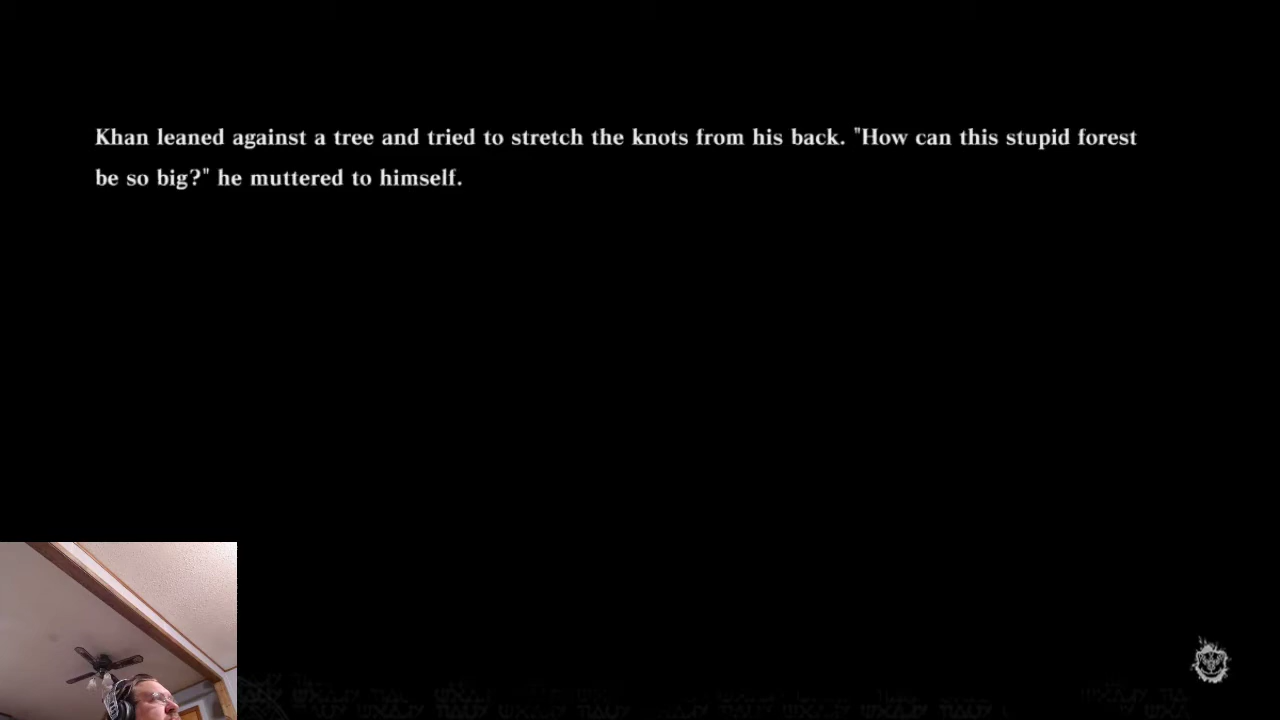 Khan leaned against a tree and tried to stretch the knots from his back. "How can this stupid forest
be so big?" he muttered to himself.